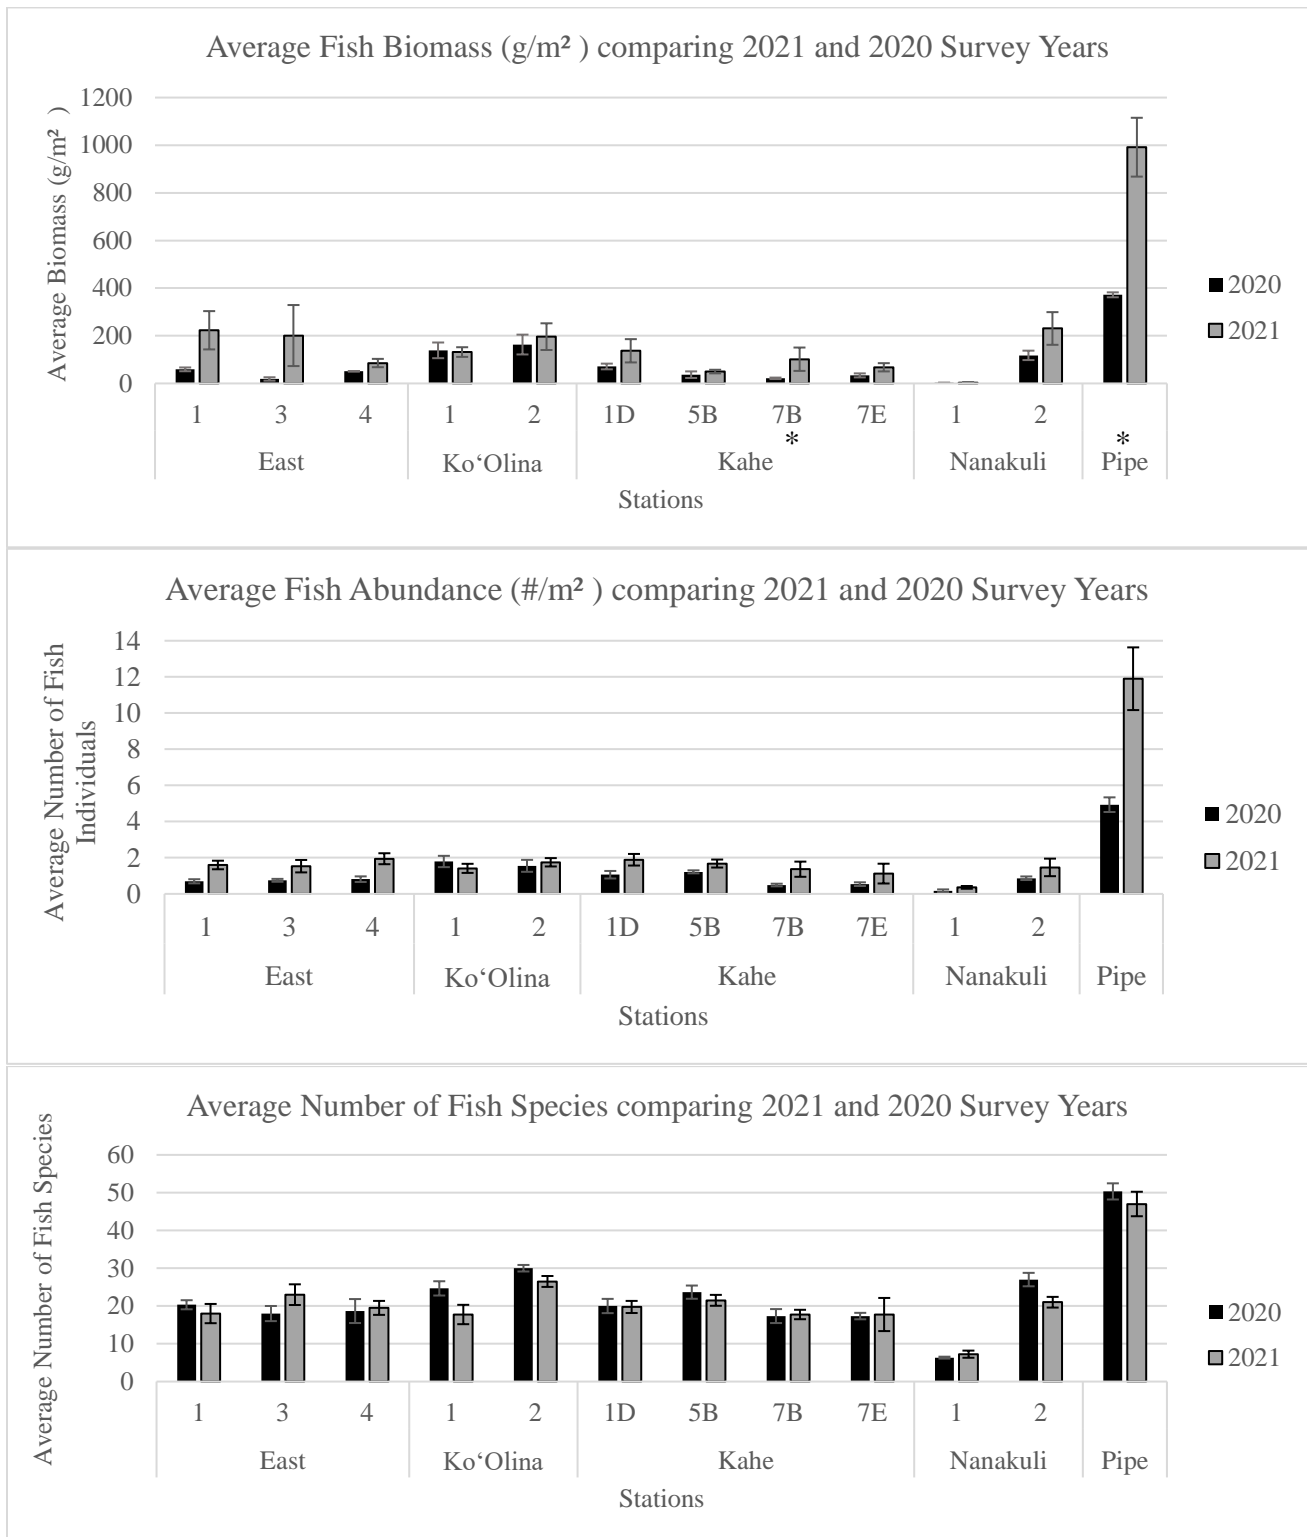 Average Fish Biomass (g/m² ) comparing 2021 and 2020 Survey Years
Average Biomass (g/m² )
1200
1000
800
600
400
200
0
1 3 4 1 2 1D 5B 7B 7E 1 2
* *
East Ko‘Olina Kahe Nanakuli Pipe
Stations
2020
2021
Average Fish Abundance (#/m² ) comparing 2021 and 2020 Survey Years
Average Number of Fish
Individuals
14
12
10
8
6
4
2
0
1 3 4 1 2 1D 5B 7B 7E 1 2
East Ko‘Olina Kahe Nanakuli Pipe
Stations
2020
2021
Average Number of Fish Species comparing 2021 and 2020 Survey Years
Average Number of Fish Species
60
50
40
30
20
10
0
1 3 4 1 2 1D 5B 7B 7E 1 2
East Ko‘Olina Kahe Nanakuli Pipe
Stations
2020
2021